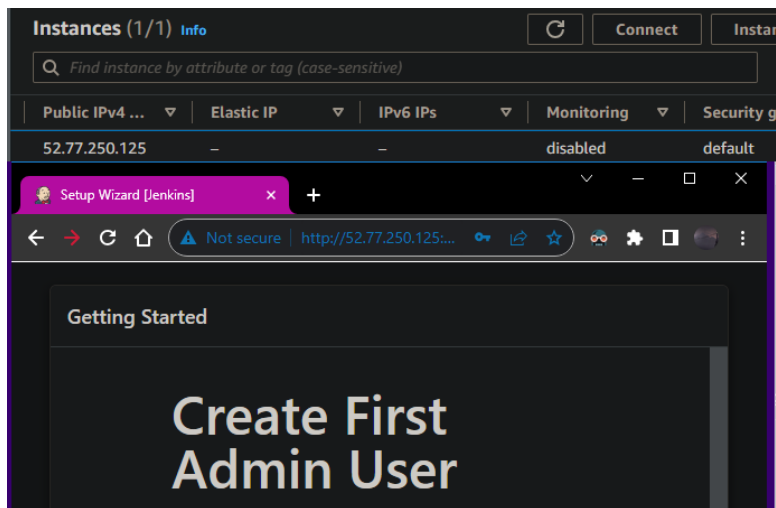 Instances (1/1) Info Connect Instan
Find instance by attribute or tag (case-sensitive)
Public IPv4 ... Elastic IP IPv6 IPs Monitoring Security g
52.77.250.125 – – disabled default
Setup Wizard [Jenkins]
Not secure http://52.77.250.125:...
Getting Started
Create First
Admin User